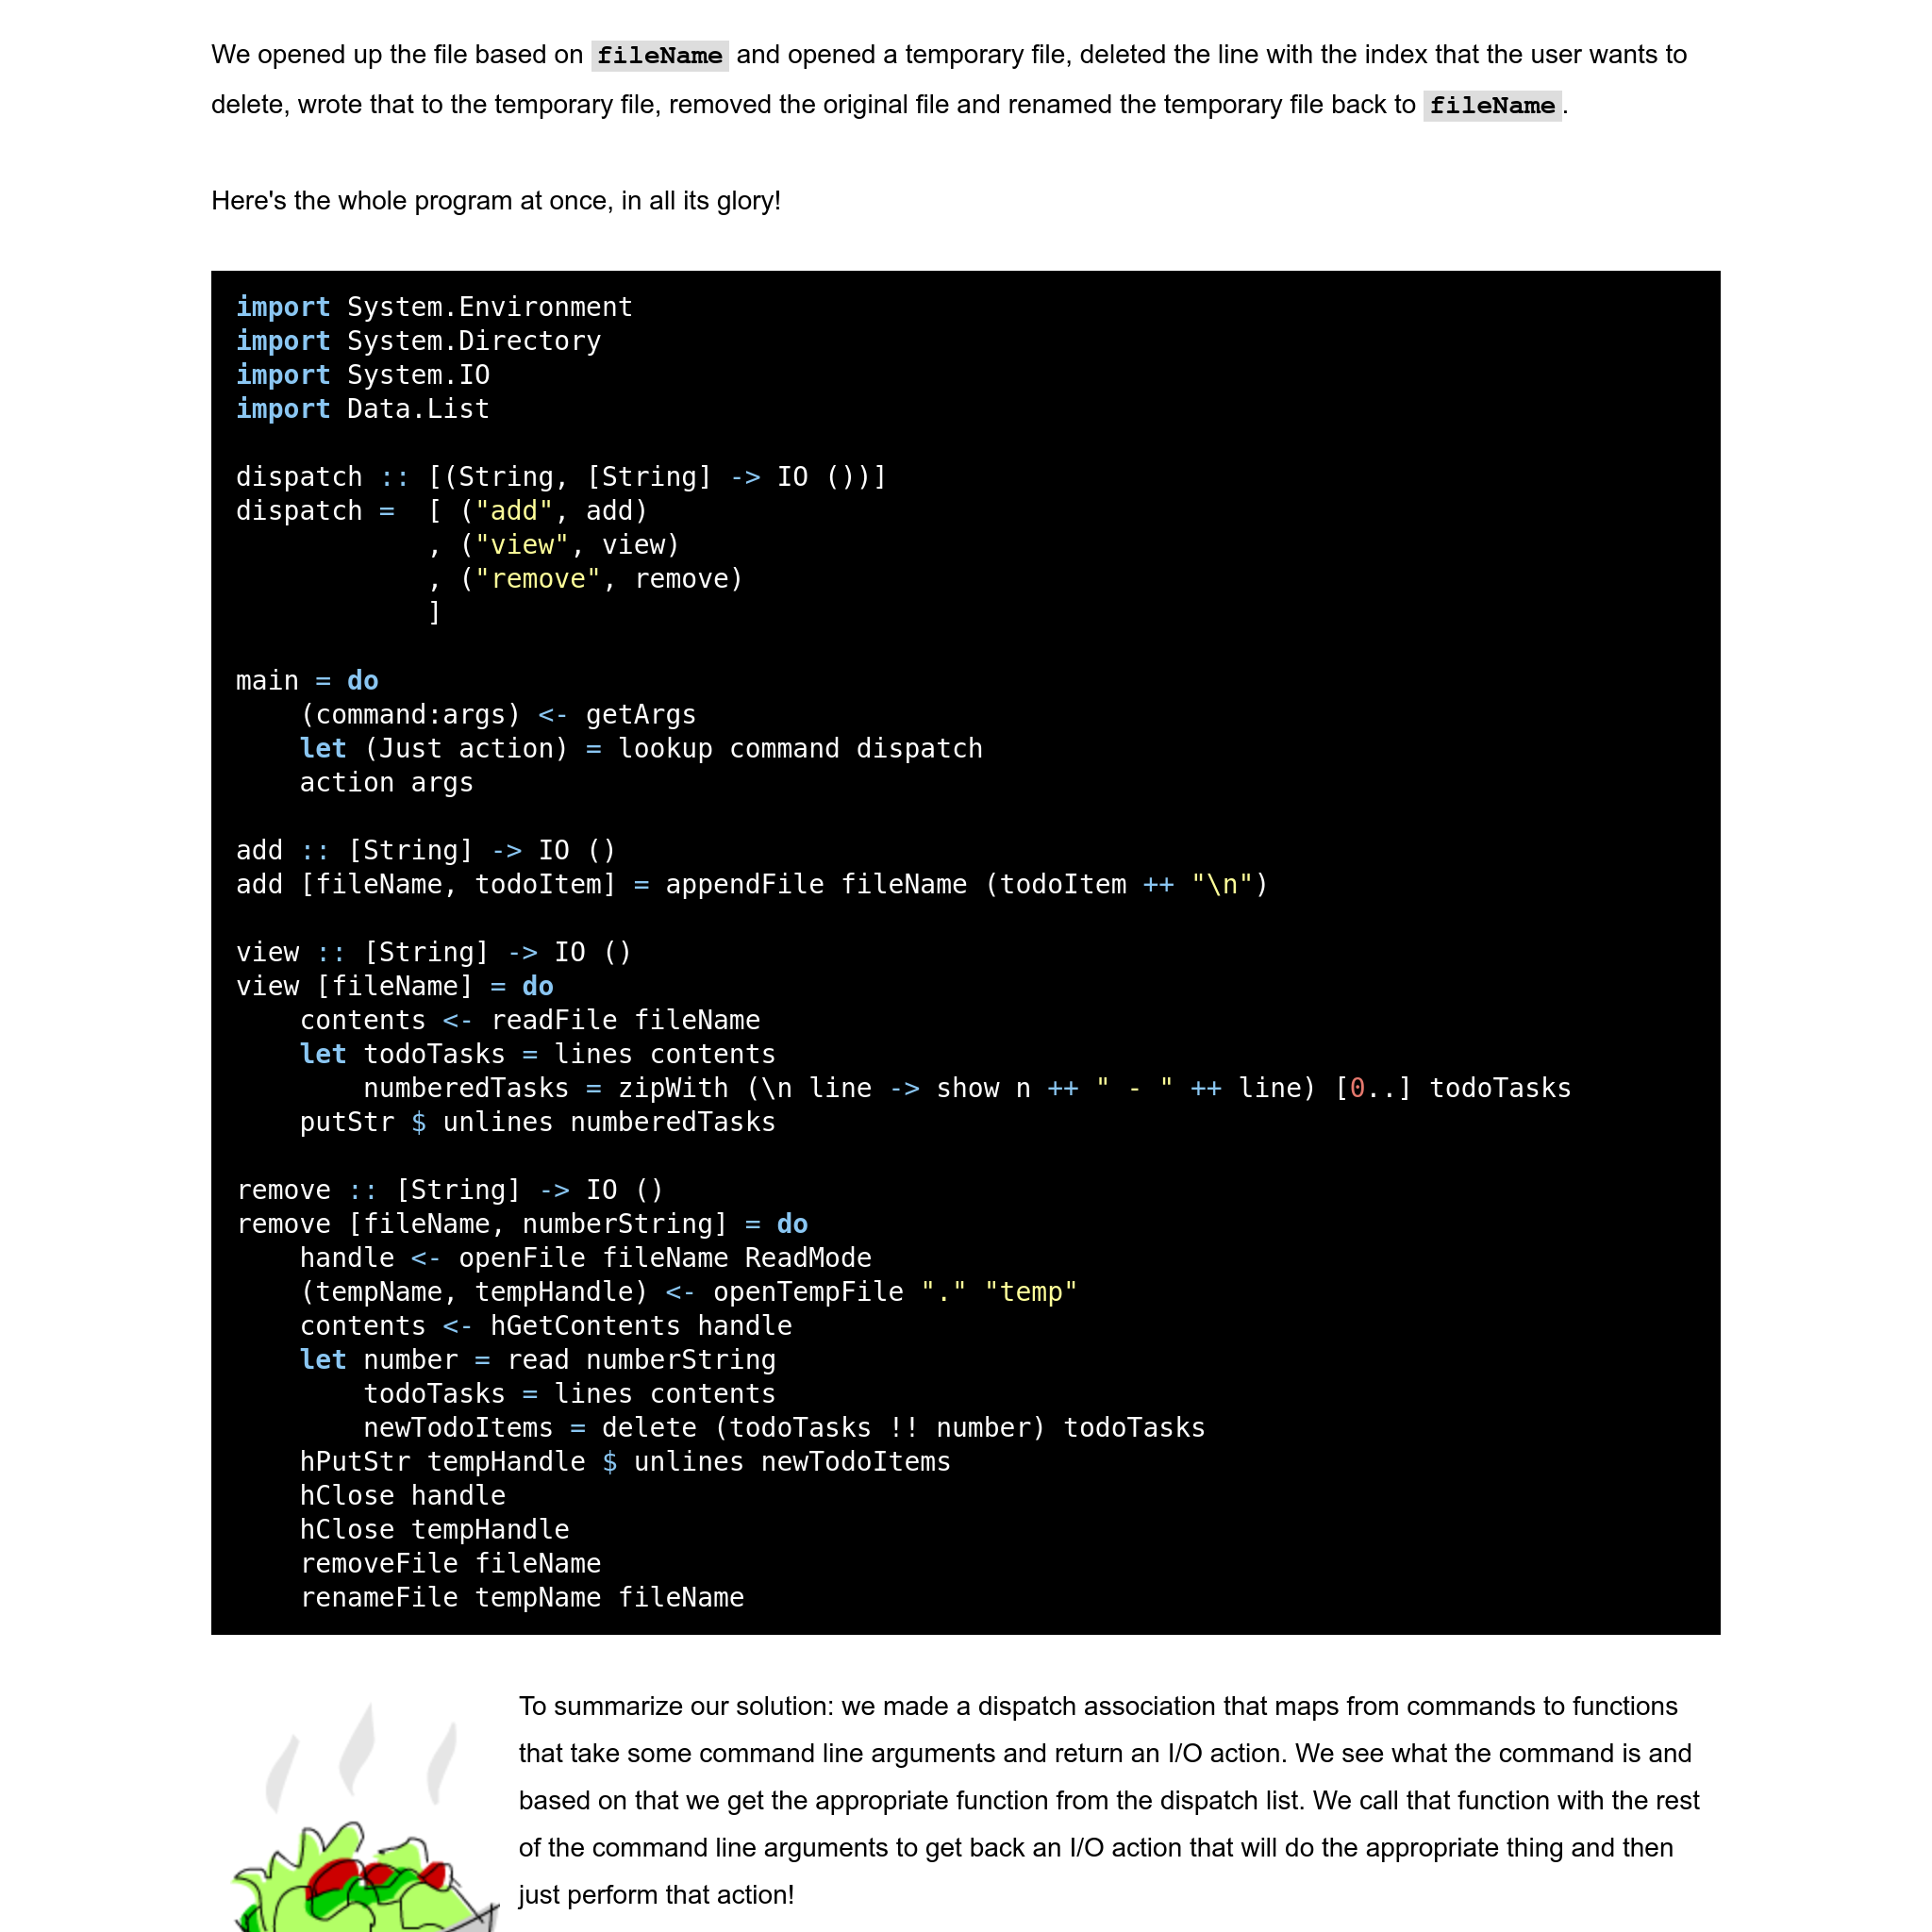 We opened up the file based on fileName and opened a temporary file, deleted the line with the index that the user wants to
delete, wrote that to the temporary file, removed the original file and renamed the temporary file back to fileName.
Here's the whole program at once, in all its glory!
import System.Environment
import System.Directory
import System.IO
import Data.List
dispatch :: [(String, [String] -> IO ())]
dispatch =  [ ("add", add)
            , ("view", view)
            , ("remove", remove)
            ]
main = do
    (command:args) <- getArgs
    let (Just action) = lookup command dispatch
    action args
add :: [String] -> IO ()
add [fileName, todoItem] = appendFile fileName (todoItem ++ "\n")
view :: [String] -> IO ()
view [fileName] = do
    contents <- readFile fileName
    let todoTasks = lines contents
        numberedTasks = zipWith (\n line -> show n ++ " - " ++ line) [0..] todoTasks
    putStr $ unlines numberedTasks
remove :: [String] -> IO ()
remove [fileName, numberString] = do
    handle <- openFile fileName ReadMode
    (tempName, tempHandle) <- openTempFile "." "temp"
    contents <- hGetContents handle
    let number = read numberString
        todoTasks = lines contents
        newTodoItems = delete (todoTasks !! number) todoTasks
    hPutStr tempHandle $ unlines newTodoItems
    hClose handle
    hClose tempHandle
    removeFile fileName
    renameFile tempName fileName
To summarize our solution: we made a dispatch association that maps from commands to functions
that take some command line arguments and return an I/O action. We see what the command is and
based on that we get the appropriate function from the dispatch list. We call that function with the rest
of the command line arguments to get back an I/O action that will do the appropriate thing and then
just perform that action!